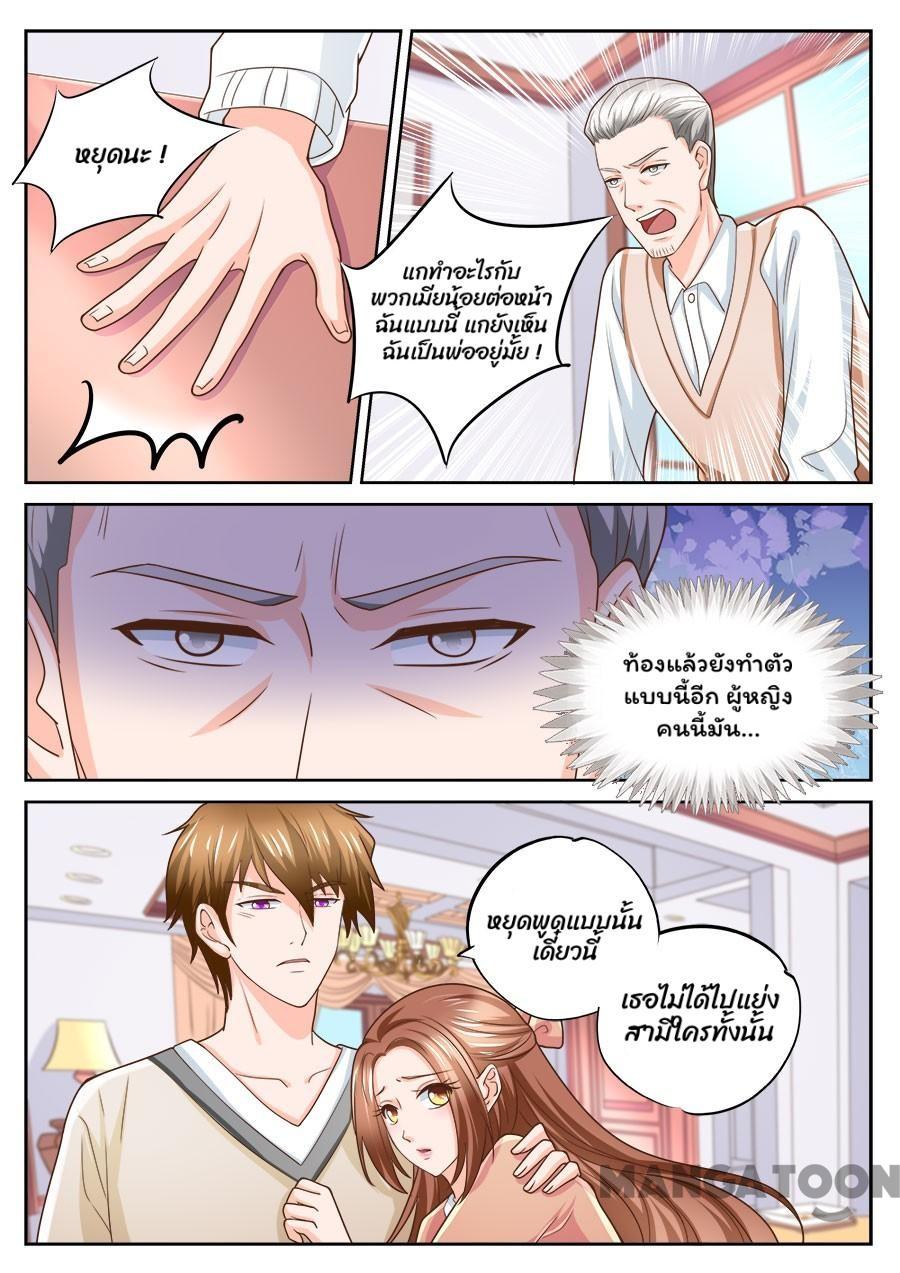 หยุดนะ !
แกทำอะไรกับ
พวกเมียน้อยต่อหน้า
ฉันแบบนี้ แกยังเห็น
ฉันเป็นพ่ออยู่มั้ย !
ท้องแล้วยังทำตัว
แบบนี้อีก ผู้หญิง
คนนี้มัน...
หยุดพูดแบบนั้น
เดี๋ยวนี้
เธอไม่ได้ไปแย่ง
สามีใครทั้งนั้น
MANGATOON